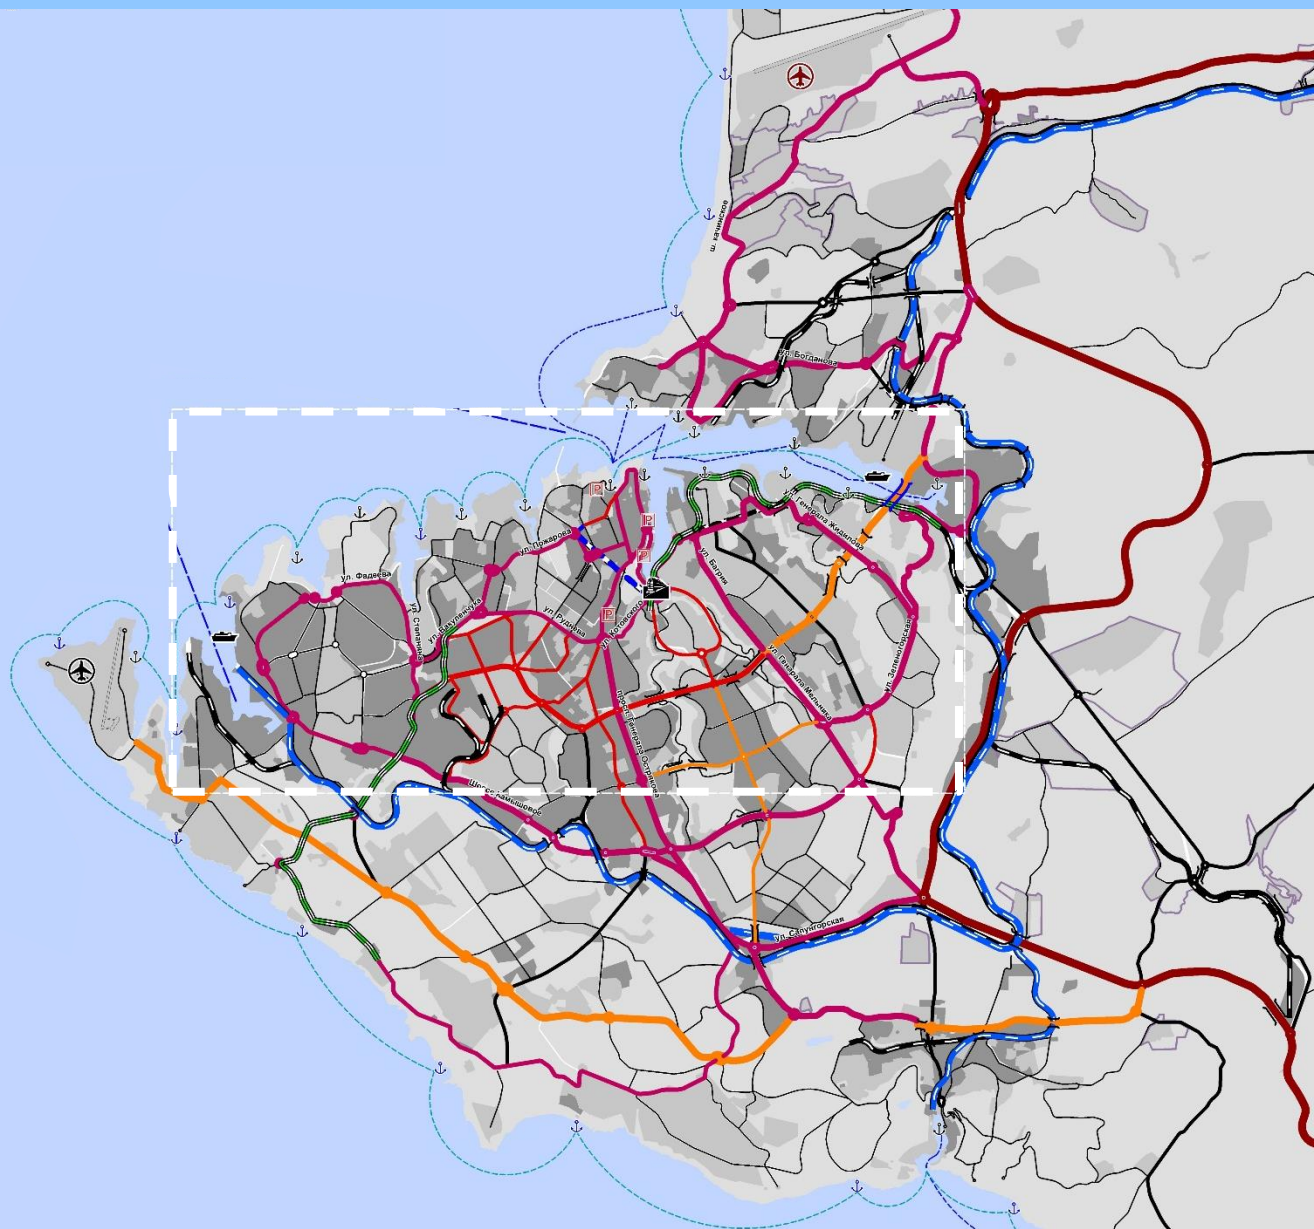 ш. Качинское
ул. Богданова
ул. Генерала Жидилова
P
P
ул. Пожарова
P
ул. Багрия
ул. Фадеева
ул. Вакуленчука
ул. Руднева
P
ул. Котовского
ул. Степаняна
ул. Зеленогорская
ул. Генерала Мельника
просп. Генерала Острякова
Шоссе Камышовое
ул. Сапунгорская